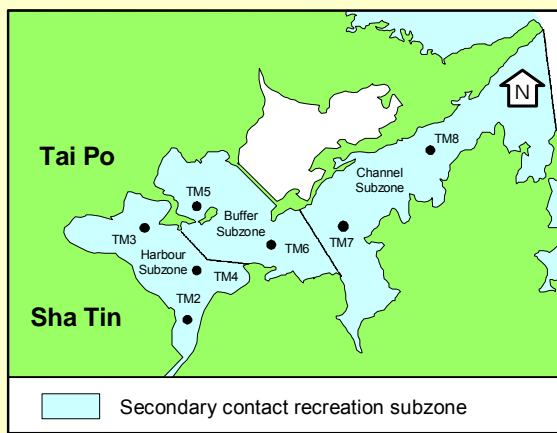 N
Tai Po
TM8
Channel
Subzone
TM5
Buffer
Subzone
TM3
TM7
Harbour
Subzone
TM6
TM4
Sha Tin
TM2
Secondary contact recreation subzone